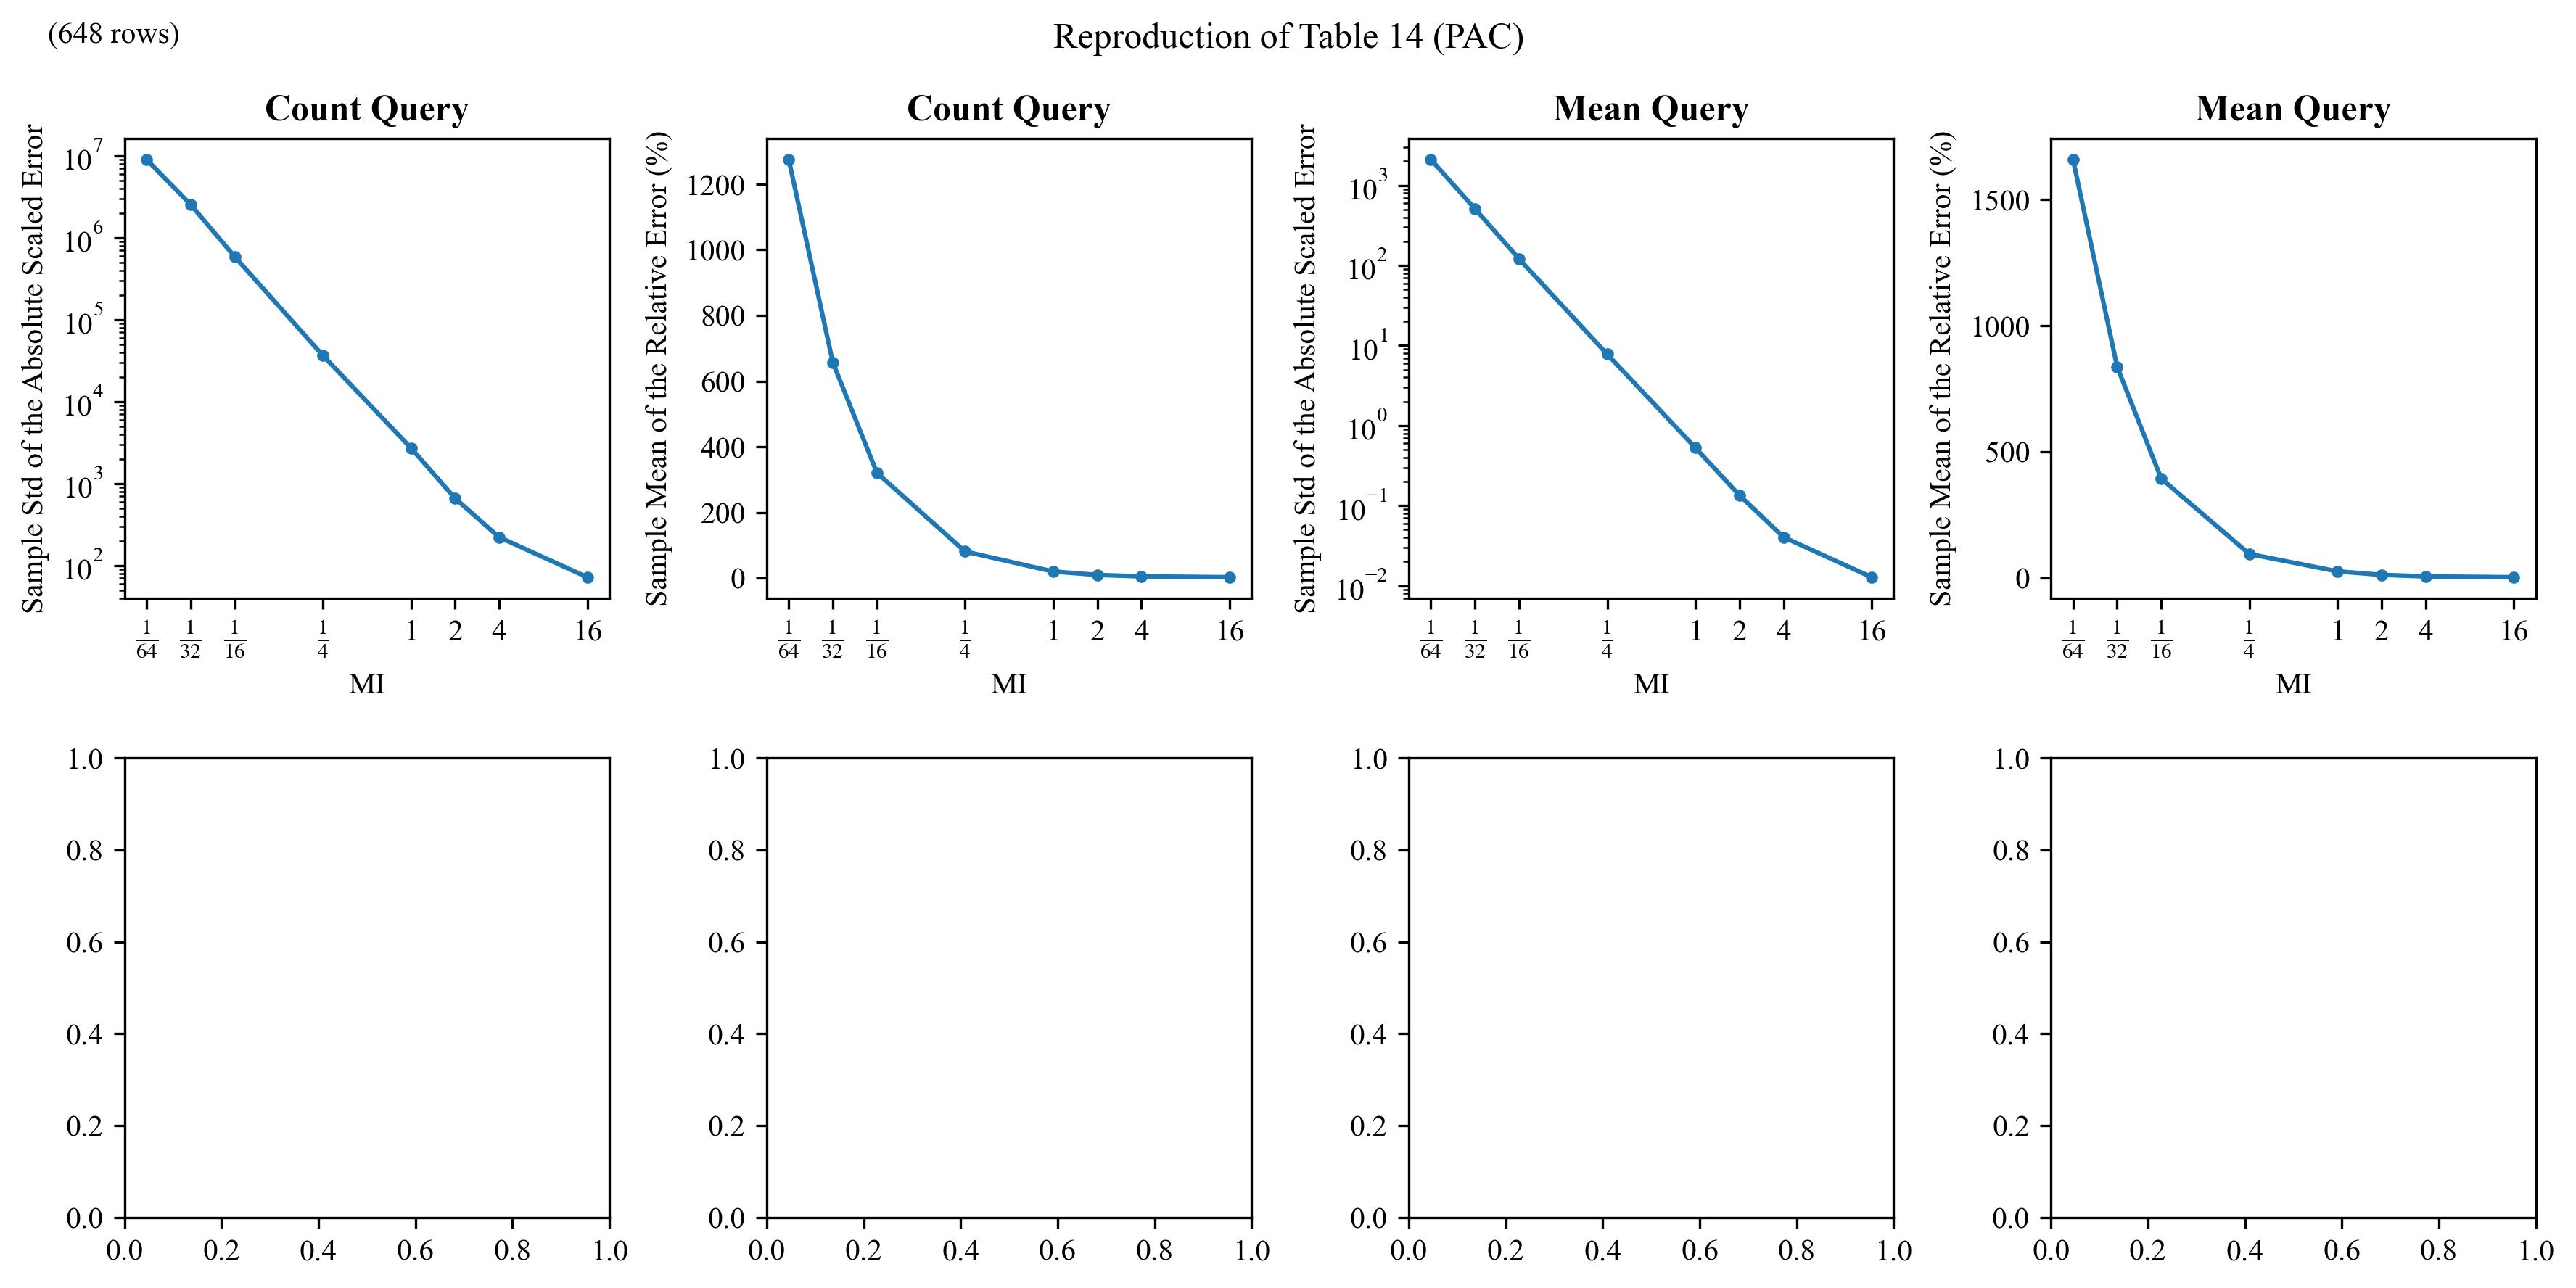 (648 rows)
Reproduction of Table 14 (PAC)
Count Query
Sample Std of the Absolute Scaled Error
10^7
10^6
10^5
10^4
10^3
10^2
1/64 1/32 1/16 1/4 1 2 4 16
MI
Count Query
Sample Mean of the Relative Error (%)
1200
1000
800
600
400
200
0
1/64 1/32 1/16 1/4 1 2 4 16
MI
Mean Query
Sample Std of the Absolute Scaled Error
10^3
10^2
10^1
10^0
10^−1
10^−2
1/64 1/32 1/16 1/4 1 2 4 16
MI
Mean Query
Sample Mean of the Relative Error (%)
1500
1000
500
0
1/64 1/32 1/16 1/4 1 2 4 16
MI
1.0
0.8
0.6
0.4
0.2
0.0
0.0 0.2 0.4 0.6 0.8 1.0
1.0
0.8
0.6
0.4
0.2
0.0
0.0 0.2 0.4 0.6 0.8 1.0
1.0
0.8
0.6
0.4
0.2
0.0
0.0 0.2 0.4 0.6 0.8 1.0
1.0
0.8
0.6
0.4
0.2
0.0
0.0 0.2 0.4 0.6 0.8 1.0